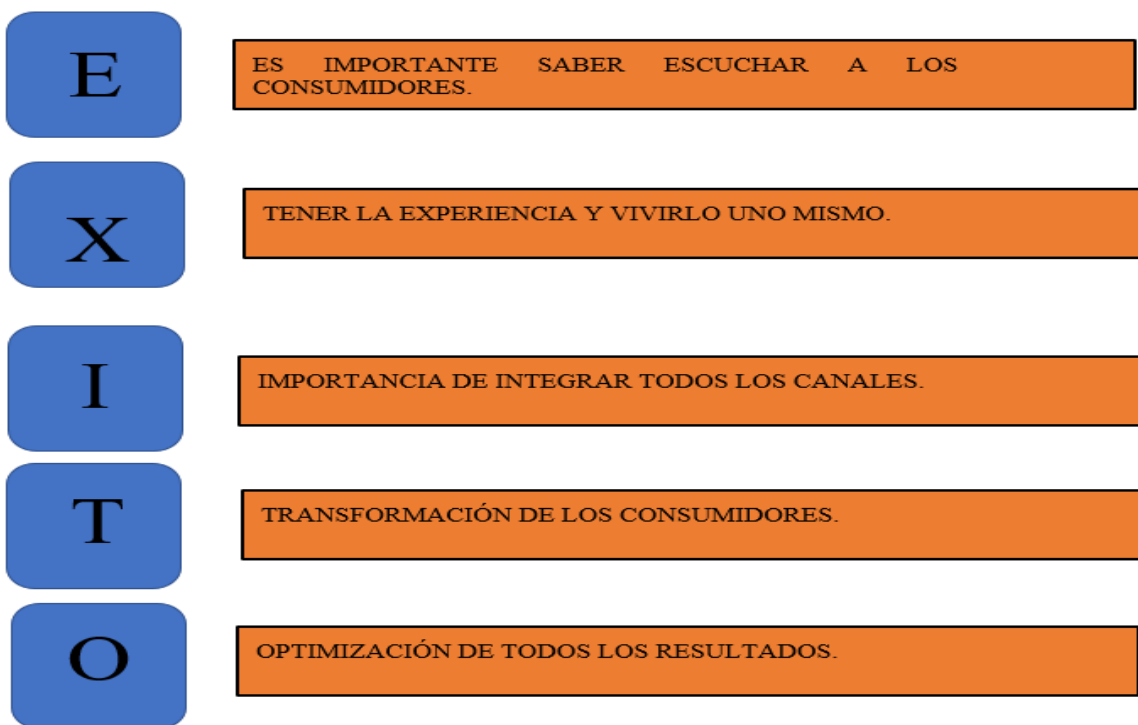 E
ES IMPORTANTE SABER ESCUCHAR A LOS
CONSUMIDORES.
X
TENER LA EXPERIENCIA Y VIVIRLO UNO MISMO.
I
IMPORTANCIA DE INTEGRAR TODOS LOS CANALES.
T
TRANSFORMACIÓN DE LOS CONSUMIDORES.
O
OPTIMIZACIÓN DE TODOS LOS RESULTADOS.